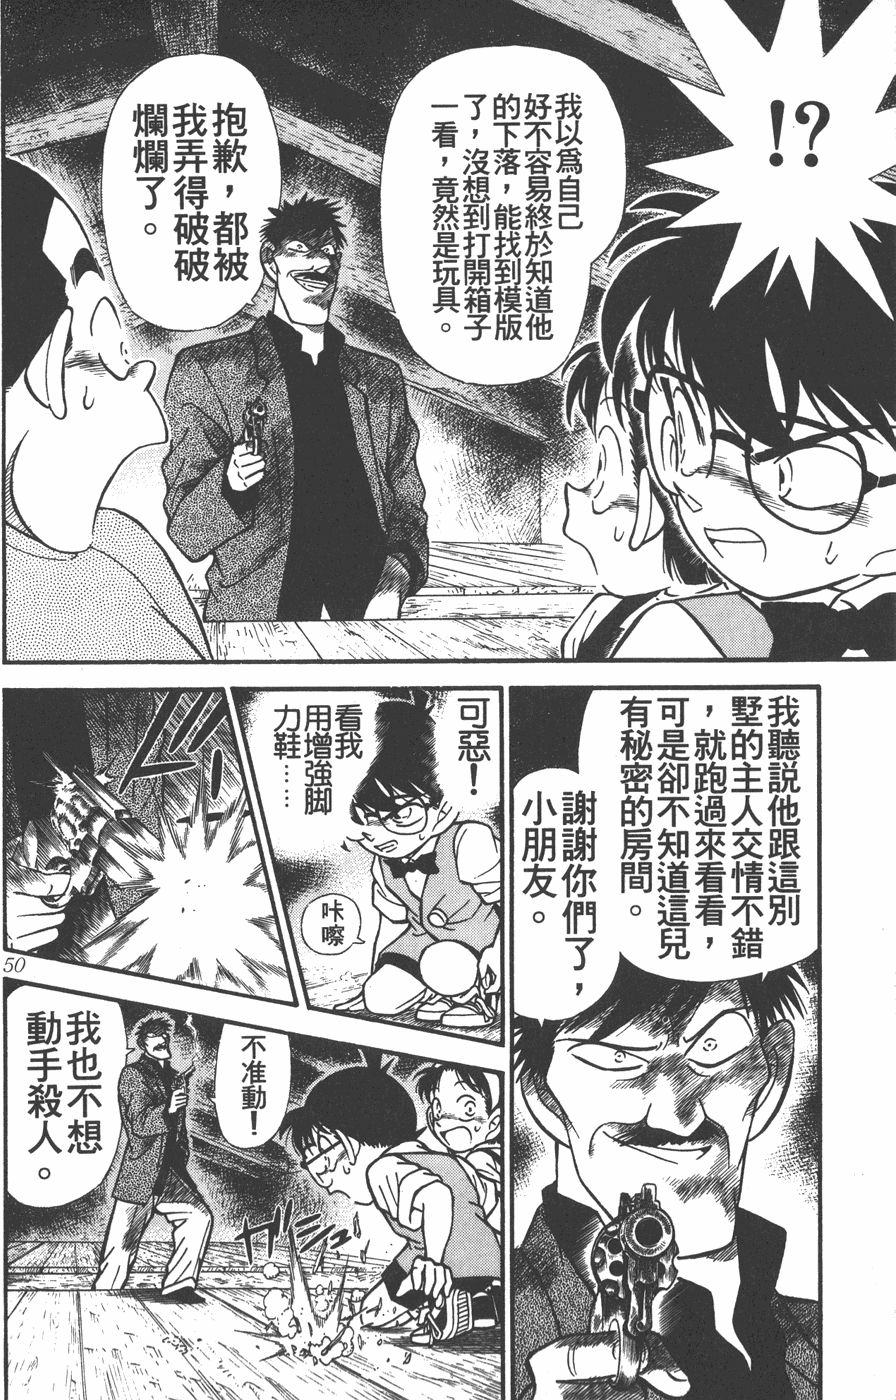 !?
我以為自己
好不容易終於知道他
的下落，能找到模版
了，沒想到打開箱子
一看，竟然是玩具。
抱歉，都被
我弄得破破
爛爛了。
我聽説他跟這別
墅的主人交情不錯
，就跑過來看看，
可是卻不知道這兒
有秘密的房間。
謝謝你們了，
小朋友。
可惡！
看我
用增強脚
力鞋……
咔嚓
不准動！
我也不想
動手殺人。
50